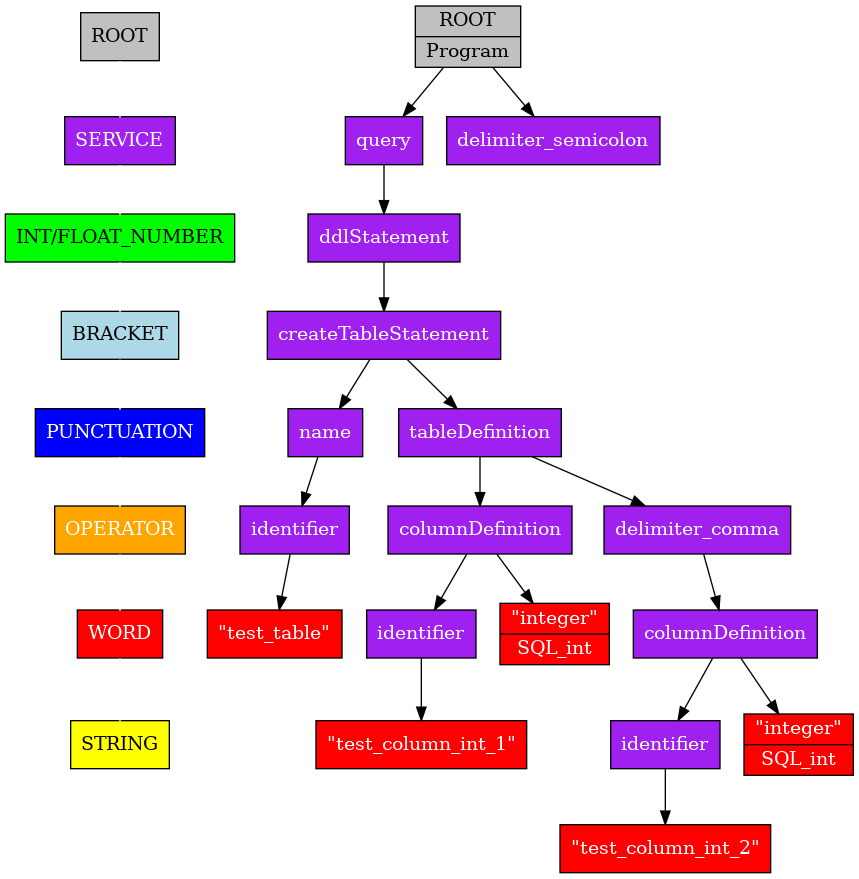 ROOT
ROOT
Program
SERVICE
query
delimiter_semicolon
INT/FLOAT_NUMBER
ddlStatement
BRACKET
createTableStatement
PUNCTUATION
name
tableDefinition
OPERATOR
identifier
columnDefinition
delimiter_comma
WORD
"test_table"
identifier
"integer"
SQL_int
columnDefinition
STRING
"test_column_int_1"
identifier
"integer"
SQL_int
"test_column_int_2"